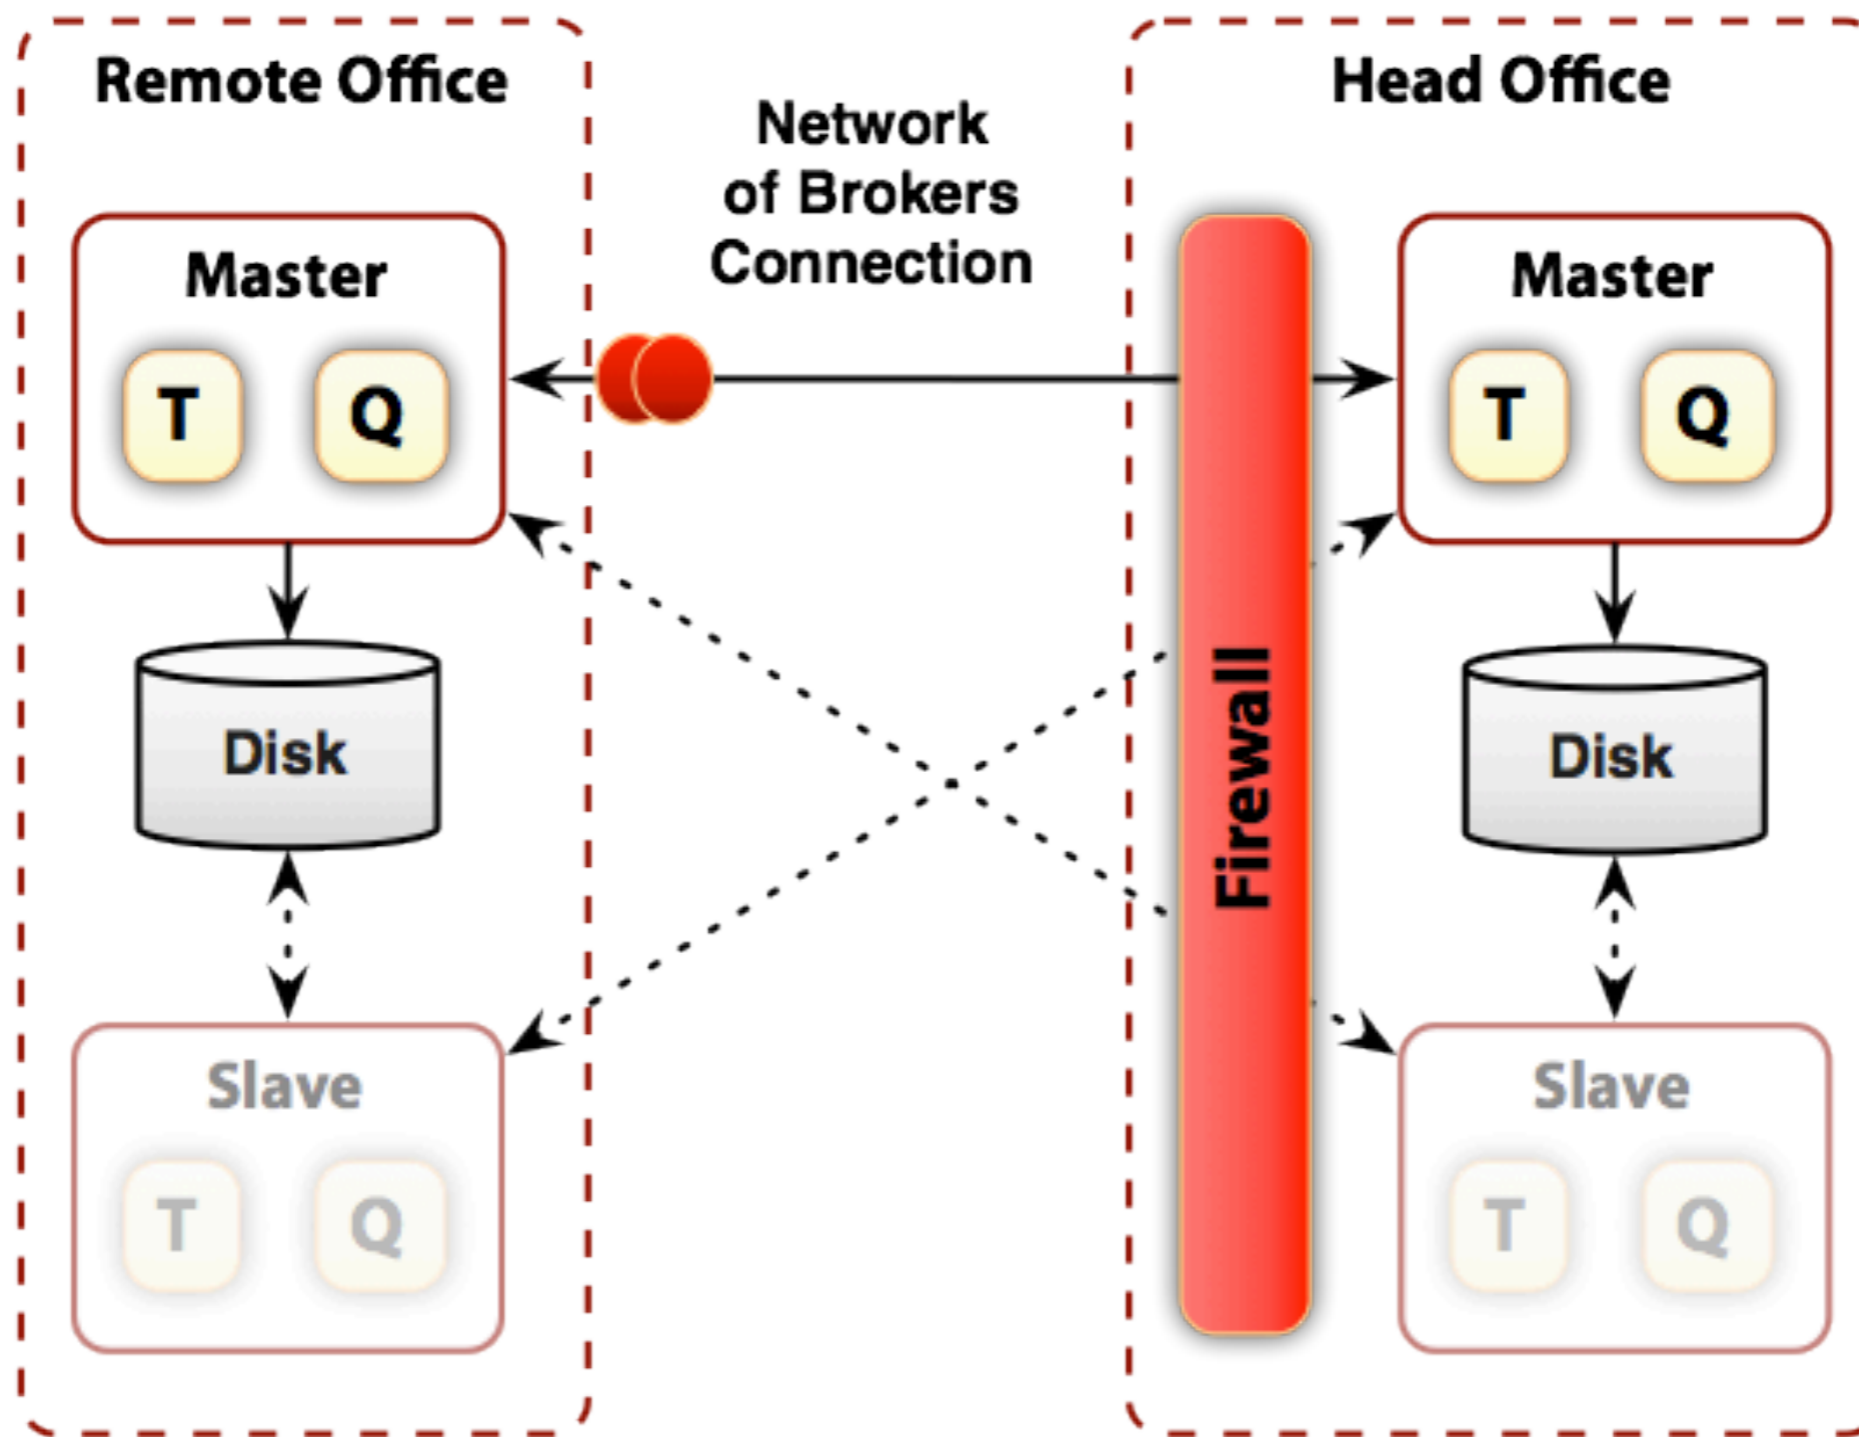 Remote Office
Head Office
Network
of Brokers
Connection
Master
T Q
Master
T Q
Disk
Firewall
Disk
Slave
T Q
Slave
T Q